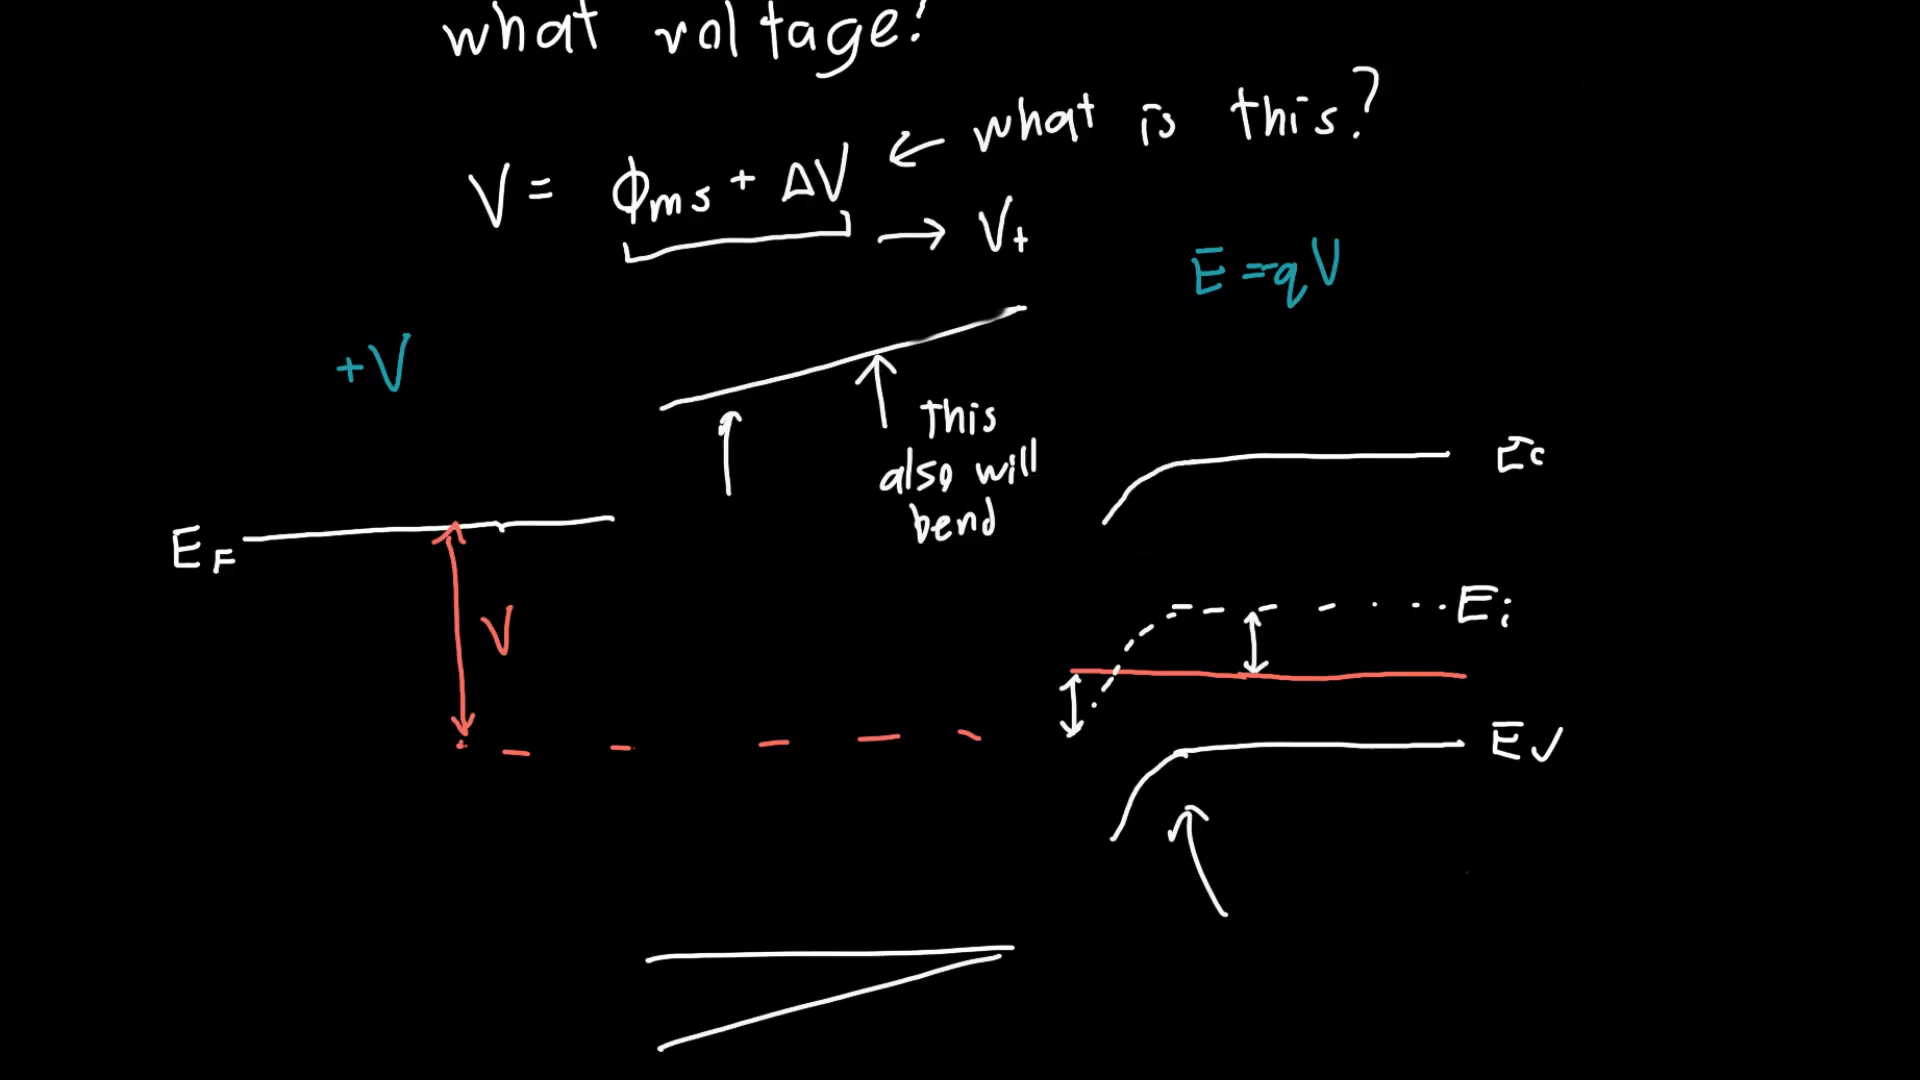 what voltage?
V = ϕms + ΔV ← what is this?
→ Vt
E = qV
+V
This
also will
bend
Ec
EF
Ei
V
Ev